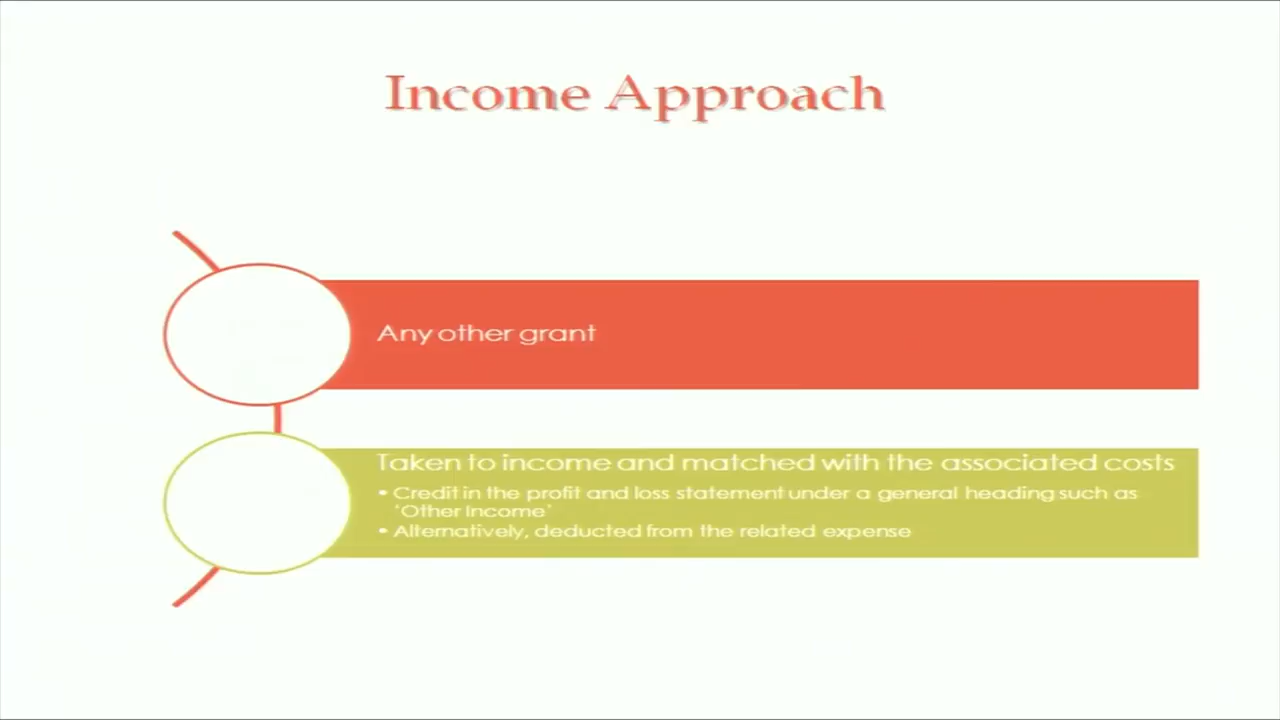 Income Approach
Any other grant
Taken to income and matched with the associated costs
• Credit in the profit and loss statement under a general heading such as
‘Other Income’
• Alternatively, deducted from the related expense